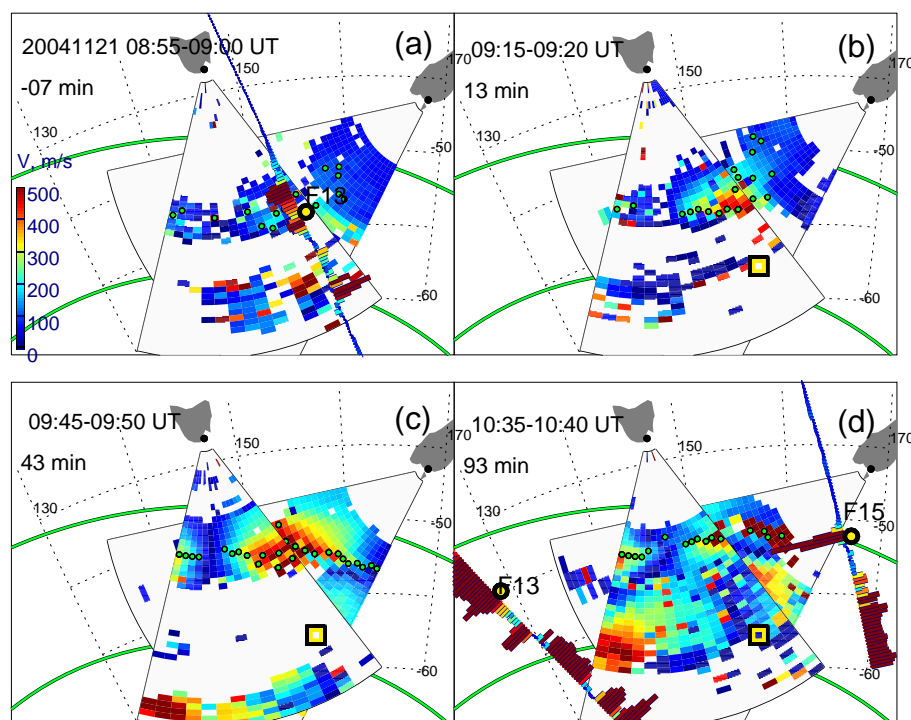 20041121 08:55-09:00 UT
(a)
-07 min
150
130
V, m/s
500
400
300
200
100
0
F13
-50
-60
170
09:15-09:20 UT
(b)
13 min
150
130
170
-50
-60
09:45-09:50 UT
(c)
43 min
150
130
170
-50
-60
10:35-10:40 UT
(d)
93 min
150
130
170
F15
-50
F13
-60